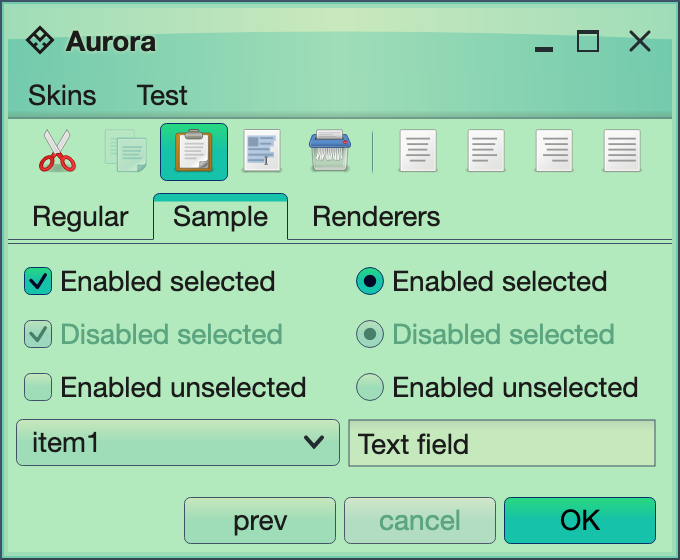 Aurora
Skins Test
Regular Sample Renderers
Enabled selected Enabled selected
Disabled selected Disabled selected
Enabled unselected Enabled unselected
item1 Text field
prev cancel OK